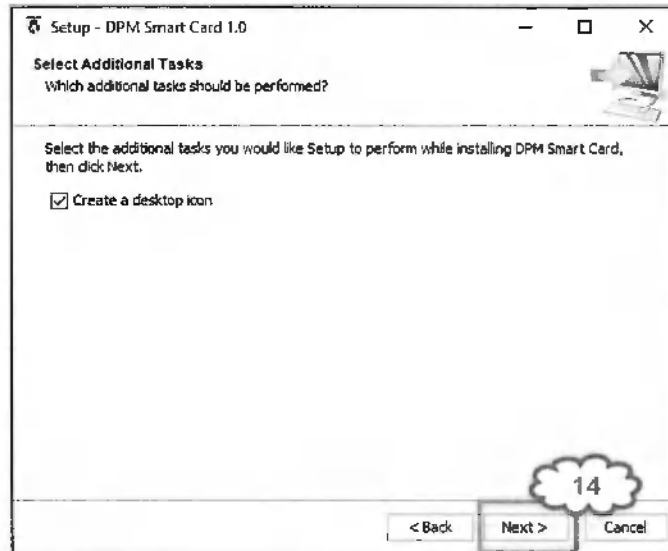 Setup - DPM Smart Card 1.0
Select Additional Tasks
Which additional tasks should be performed?
Select the additional tasks you would like Setup to perform while installing DPM Smart Card,
then click Next.
Create a desktop icon
14
< Back Next > Cancel